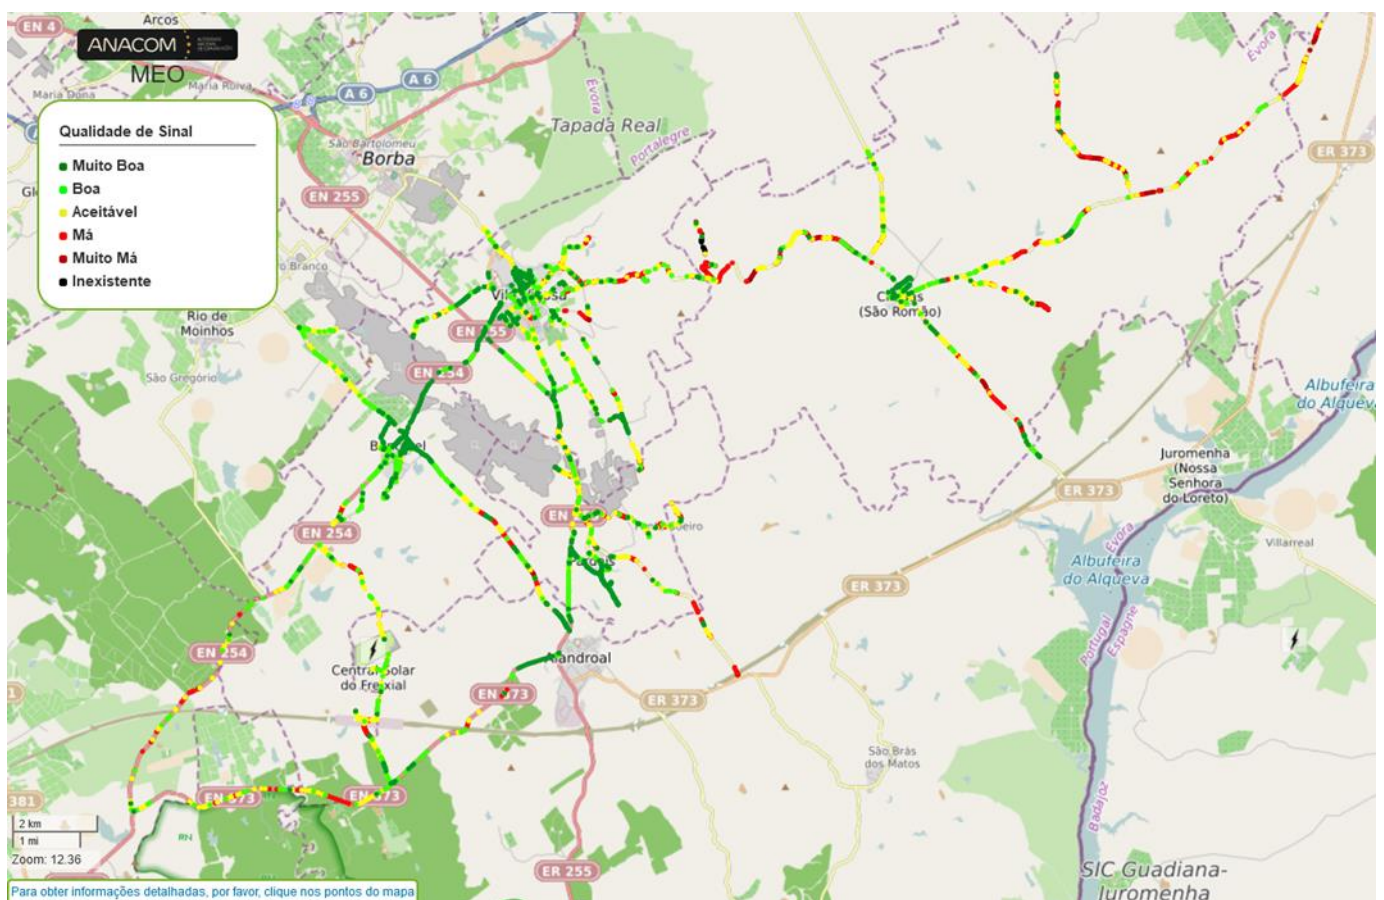 EN 4
Arcos
ANACOM
MEO
Maria Ruiva
Maria Dona
A 6
A 6
Évora
Évora
Tapada Real
Portalegre
ER 373
São Bartolomeu
Borba
EN 255
Qualidade de Sinal
Muito Boa
Boa
Aceitável
Má
Muito Má
Inexistente
Branco
Rio de
Moinhos
EN 254
São Gregório
(São Romão)
Albufeira
do Alqueva
Juromenha
(Nossa
Senhora
do Loreto)
ER 373
EN 254
Évora
Villarreal
Albufeira
do Alqueva
ER 373
Portugal
Espagne
EN 254
Alandroal
Central Solar
do Freixial
EN 373
ER 373
São Brás
dos Matos
EN 373
EN 373
381
RN
Badajoz
2 km
1 mi
Zoom: 12.36
ER 255
SIC Guadiana-
Juromenha
Para obter informações detalhadas, por favor, clique nos pontos do mapa